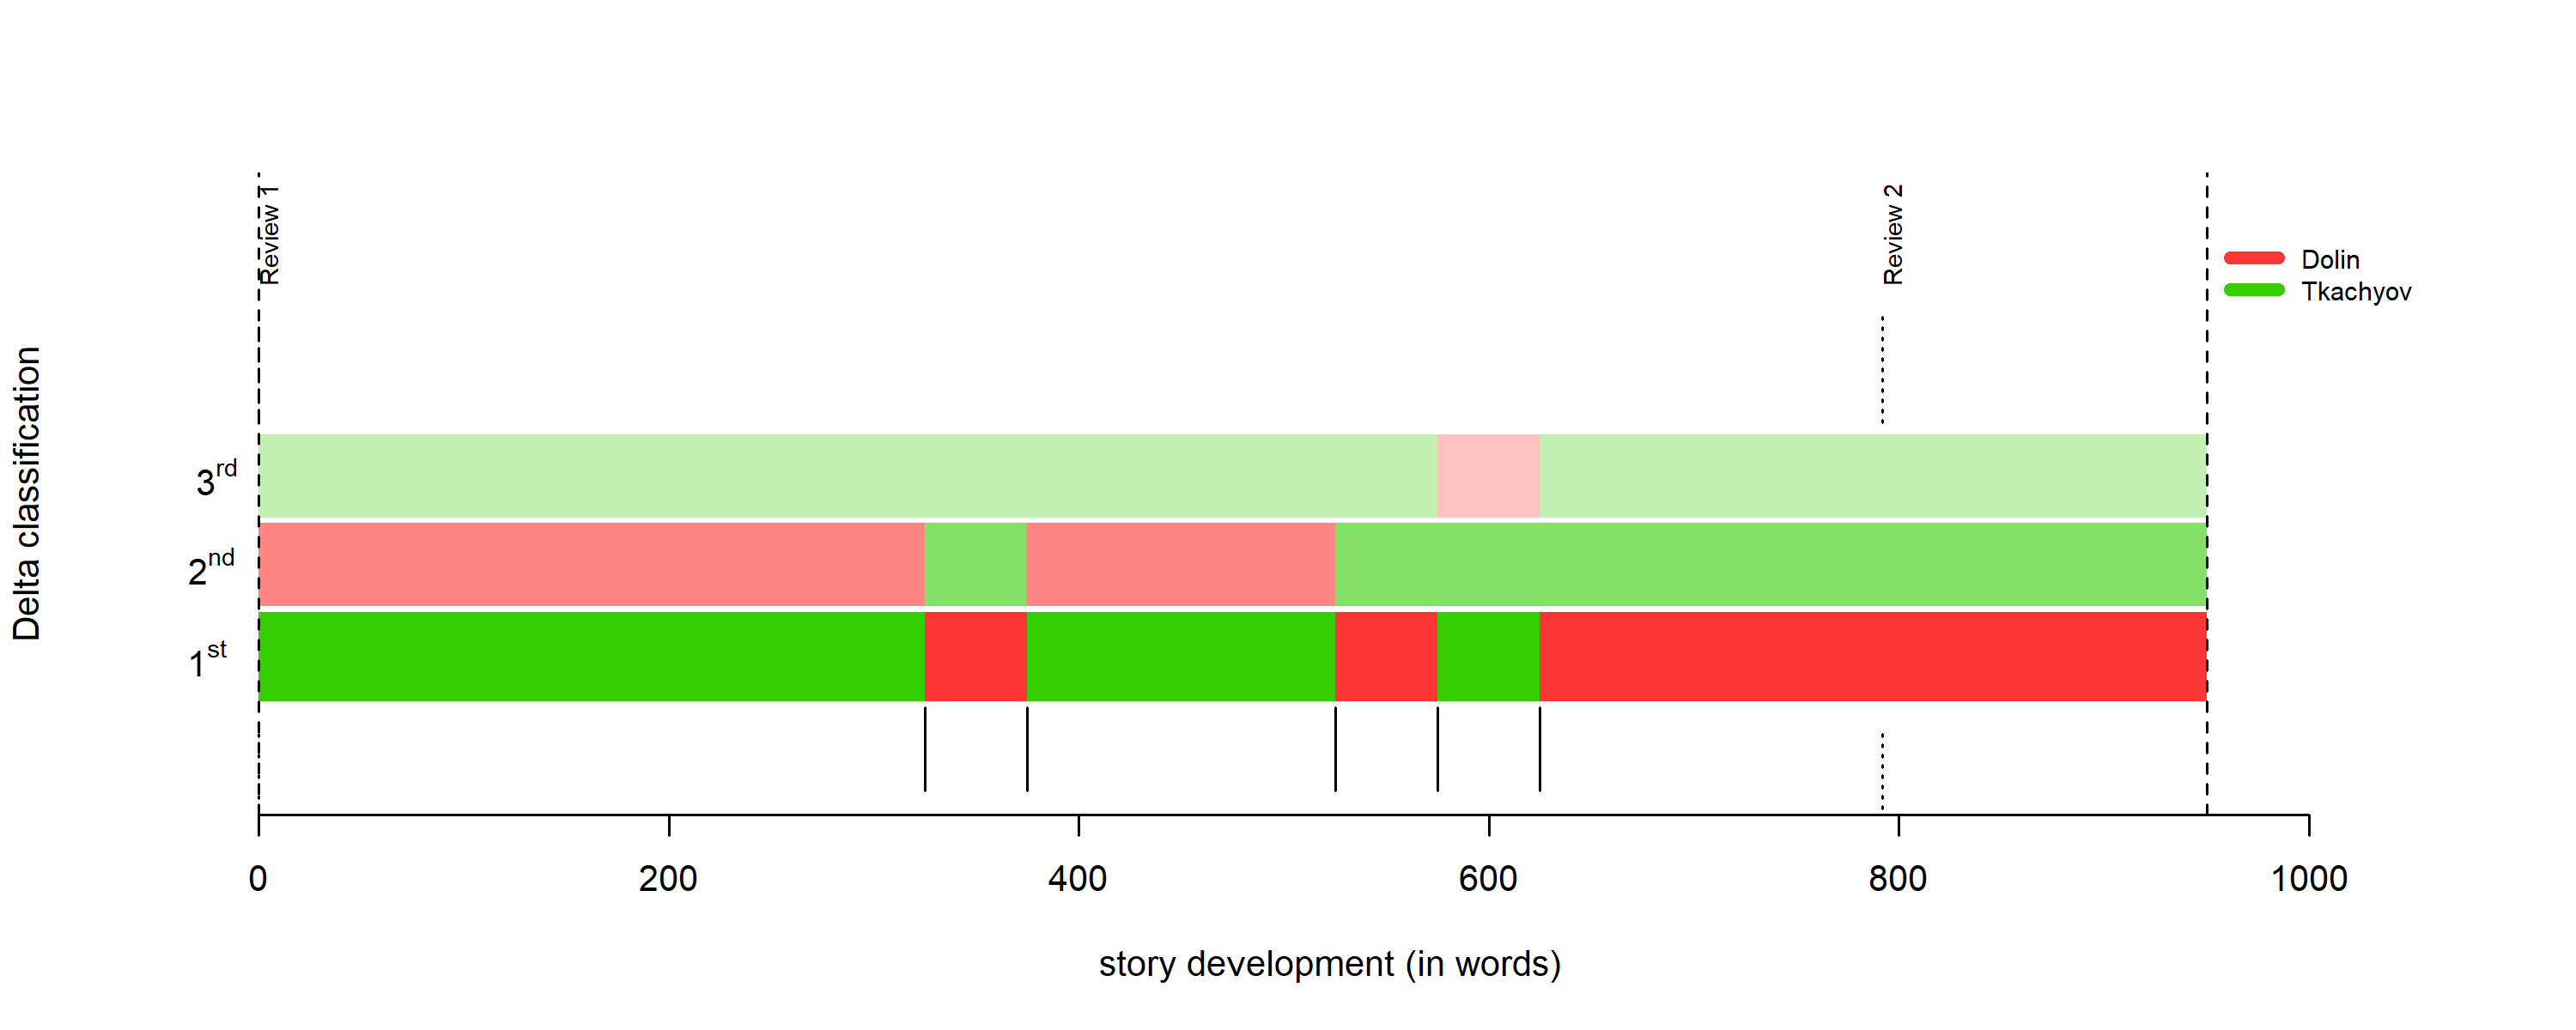 Review 1
Review 2
Dolin
Tkachyov
Delta classification
3rd
2nd
1st
0 200 400 600 800 1000
story development (in words)